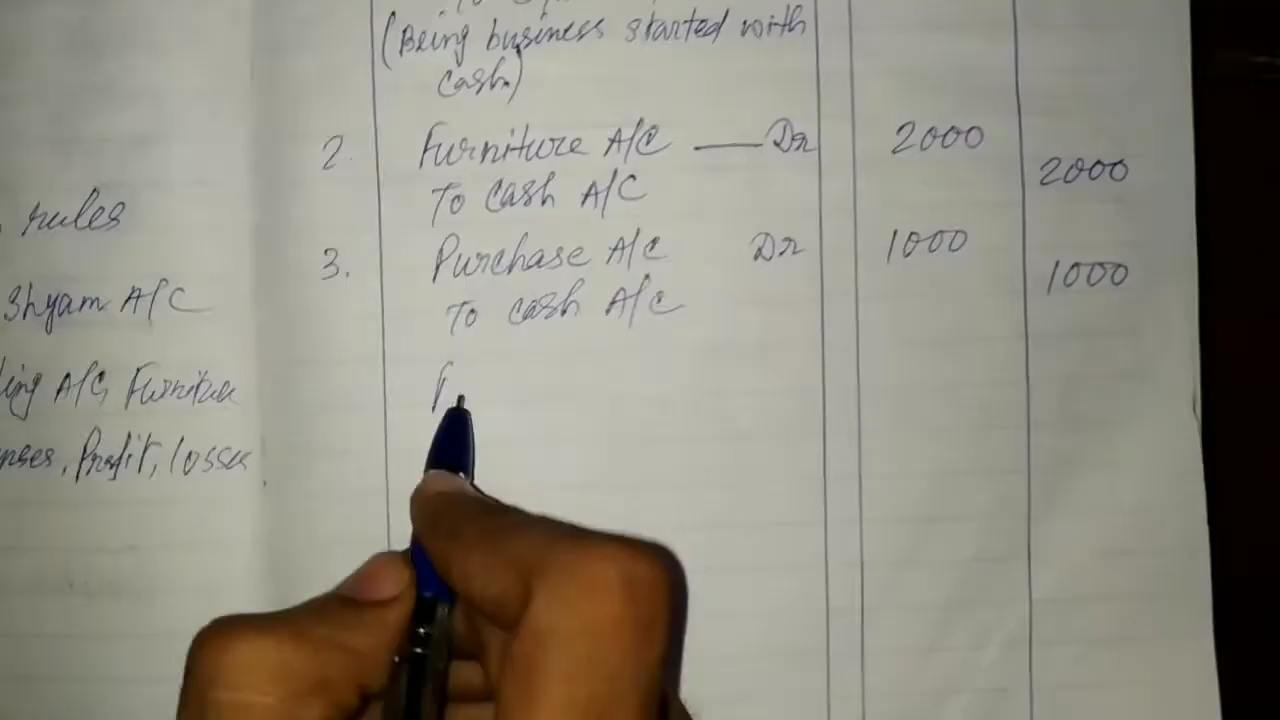 (Being business started with
cash)
2. Furniture A/C — Dr 2000
To cash A/C 2000
3. Purchase A/C Dr 1000
To cash A/C 1000
rules
Shyam A/C
A/C, Furniture
Profit, losses